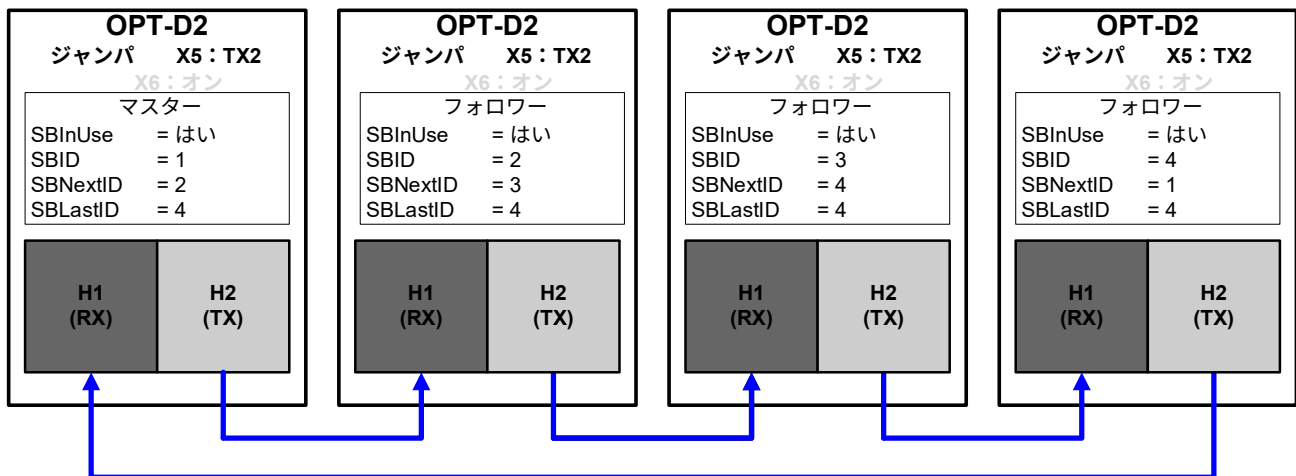 OPT-D2
ジャンパ X5：TX2
X6：オン
マスター
SBInUse = はい
SBID = 1
SBNextID = 2
SBLastID = 4
H1
(RX)
H2
(TX)
OPT-D2
ジャンパ X5：TX2
X6：オン
フォロワー
SBInUse = はい
SBID = 2
SBNextID = 3
SBLastID = 4
H1
(RX)
H2
(TX)
OPT-D2
ジャンパ X5：TX2
X6：オン
フォロワー
SBInUse = はい
SBID = 3
SBNextID = 4
SBLastID = 4
H1
(RX)
H2
(TX)
OPT-D2
ジャンパ X5：TX2
X6：オン
フォロワー
SBInUse = はい
SBID = 4
SBNextID = 1
SBLastID = 4
H1
(RX)
H2
(TX)